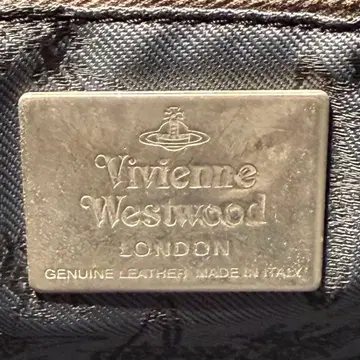 Vivienne
Westwood
LONDON
GENUINE LEATHER MADE IN ITALY